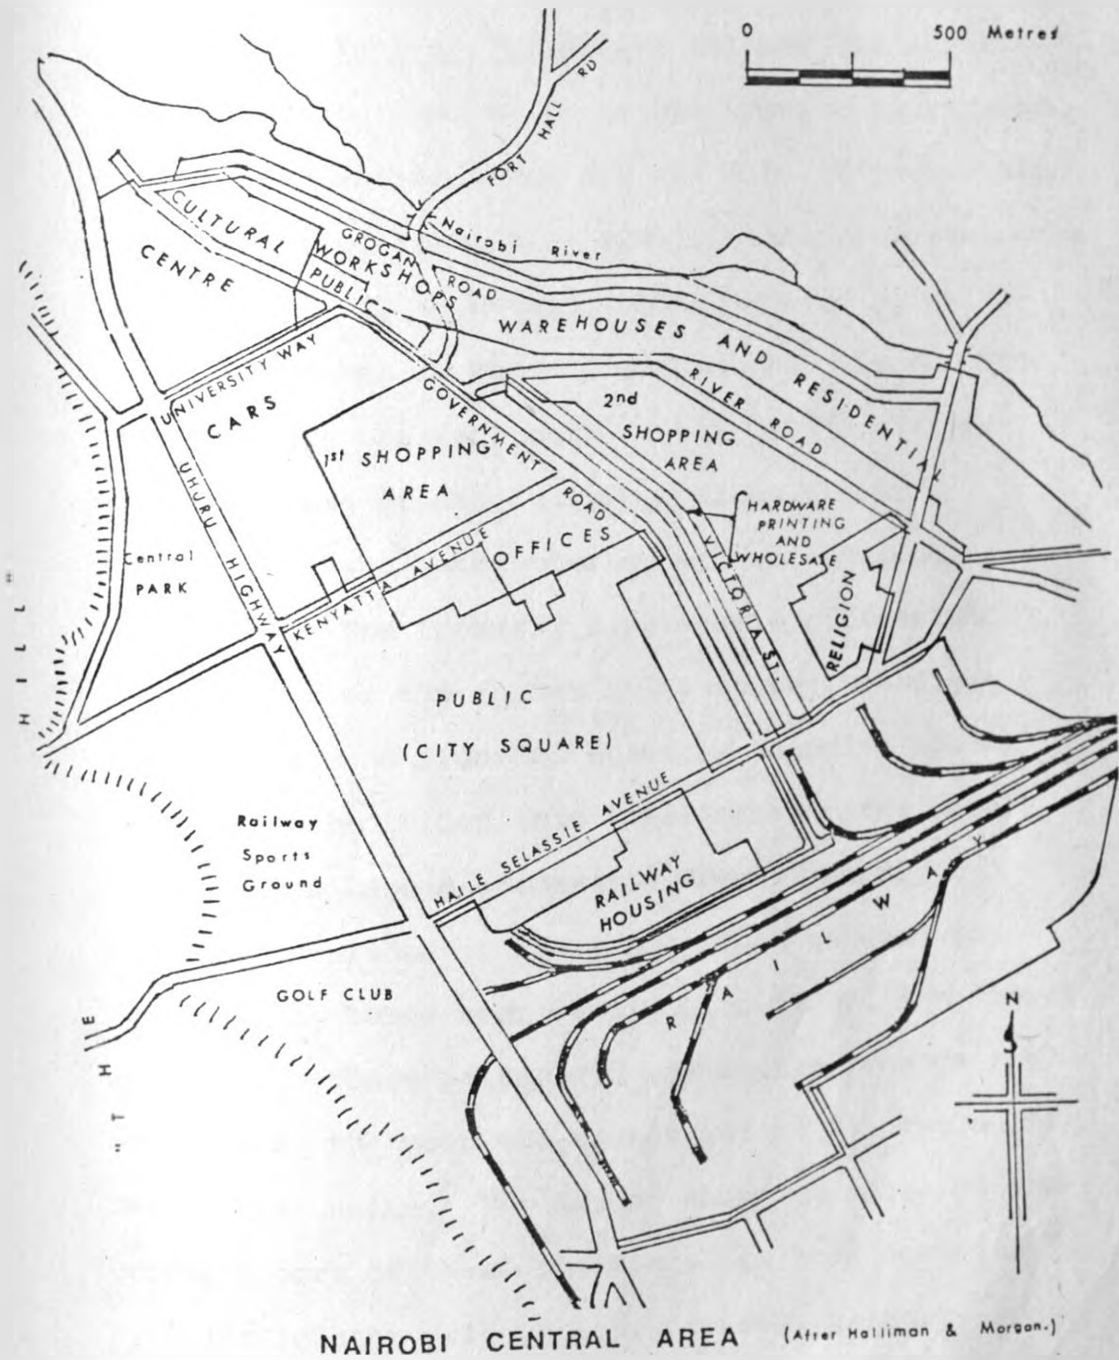 0 500 Metres
FORT HALL RD
Nairobi River
CULTURAL
CENTRE
GROGAN ROAD
WORKSHOPS
PUBLIC
WAREHOUSES AND RESIDENTIAL
UNIVERSITY WAY
CARS
GOVERNMENT ROAD
RIVER ROAD
2nd
SHOPPING
AREA
1st SHOPPING
AREA
HARDWARE
PRINTING
AND
WHOLESALE
UHURU HIGHWAY
Central
PARK
KENYATTA AVENUE
OFFICES
VICTORIA ST.
RELIGION
"THE HILL"
PUBLIC
(CITY SQUARE)
HAILE SELASSIE AVENUE
Railway
Sports
Ground
RAILWAY
HOUSING
RAILWAY
GOLF CLUB
N
NAIROBI CENTRAL AREA (After Halliman & Morgan.)